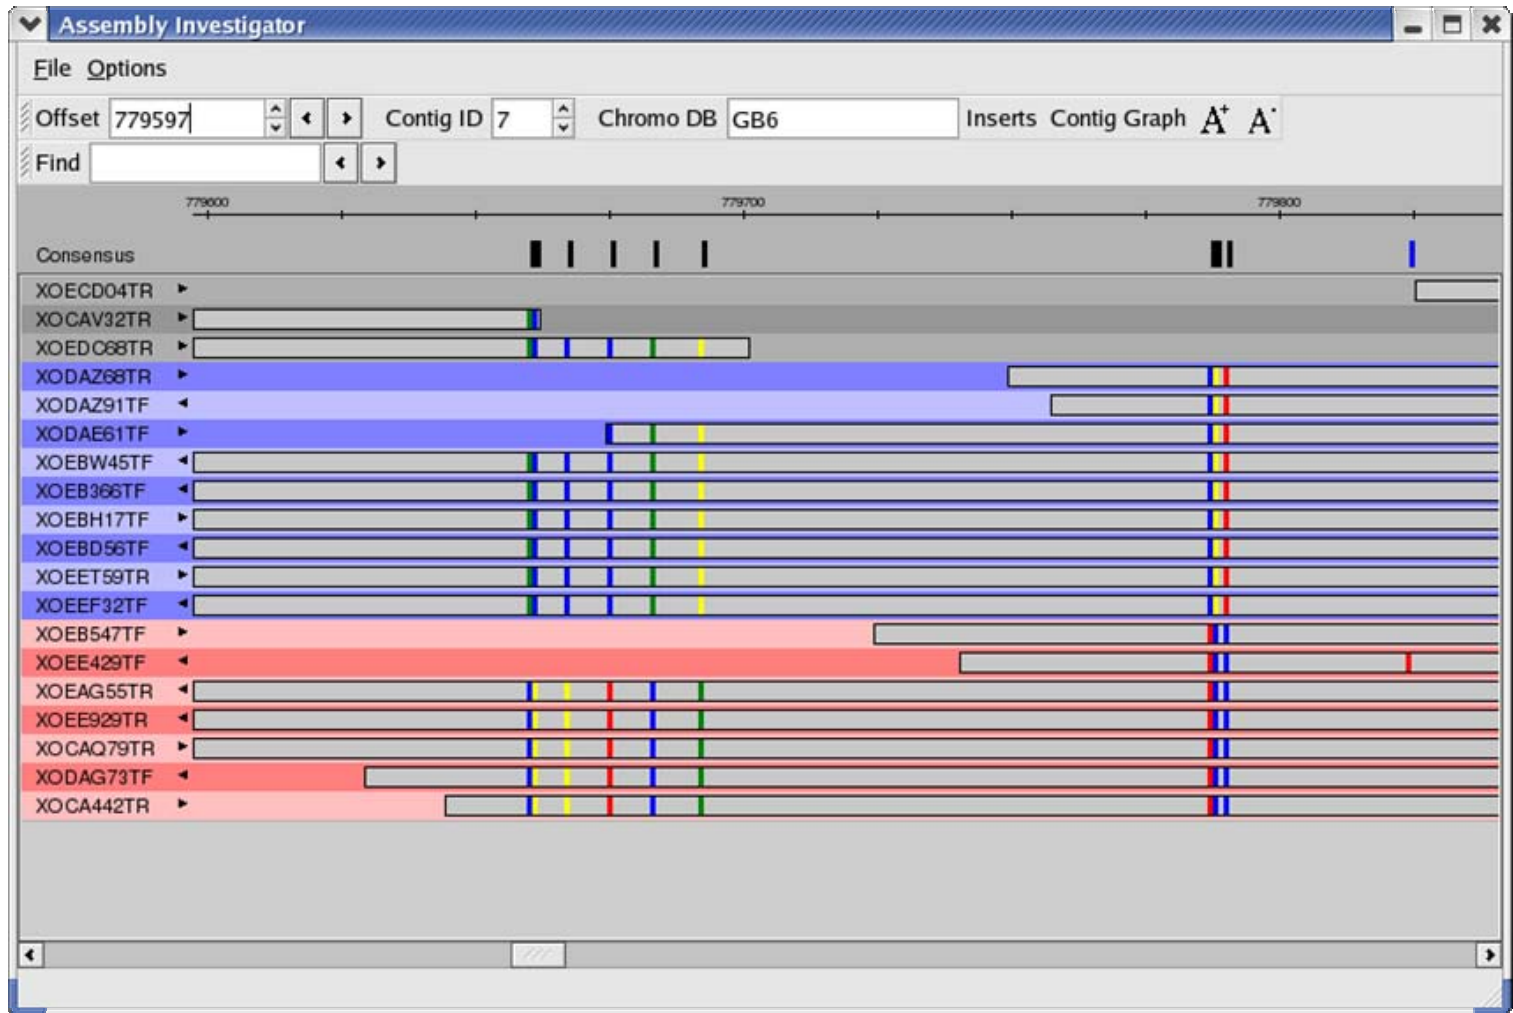 Assembly Investigator
File Options
Offset 779597 Contig ID 7 Chromo DB GB6 Inserts Contig Graph A+ A-
Find
779600 779700 779800
Consensus
XOECD04TR
XOCAV32TR
XOEDC68TR
XODAZ68TR
XODAZ91TF
XODAE61TF
XOEBW45TF
XOEB366TF
XOEBH17TF
XOEBD56TF
XOEET59TR
XOEEF32TF
XOEB547TF
XOEE429TF
XOEAG55TR
XOEE929TR
XOCAQ79TR
XODAG73TF
XOCA442TR